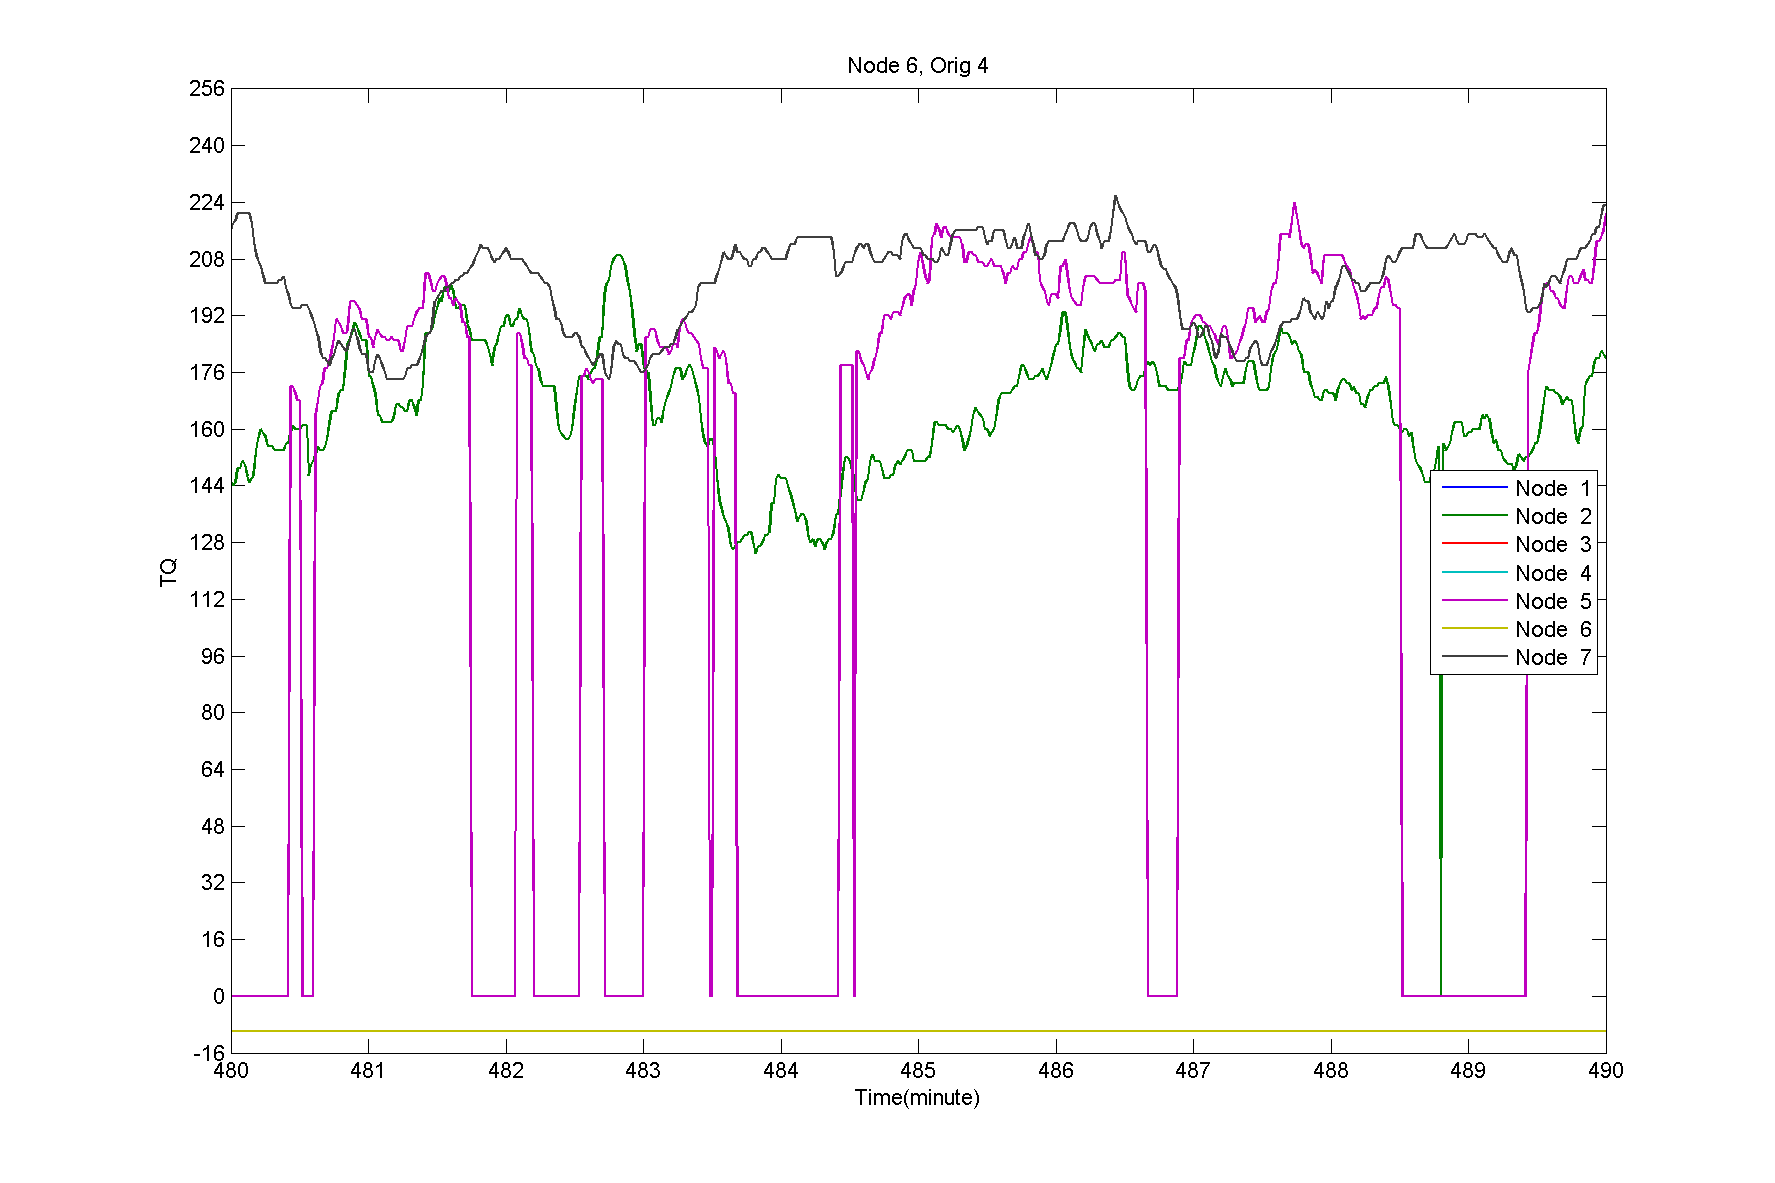 Node 6, Orig 4
256
240
224
208
192
176
160
144
128
112
96
80
64
48
32
16
0
-16
TQ
Node 1
Node 2
Node 3
Node 4
Node 5
Node 6
Node 7
480 481 482 483 484 485 486 487 488 489 490
Time(minute)